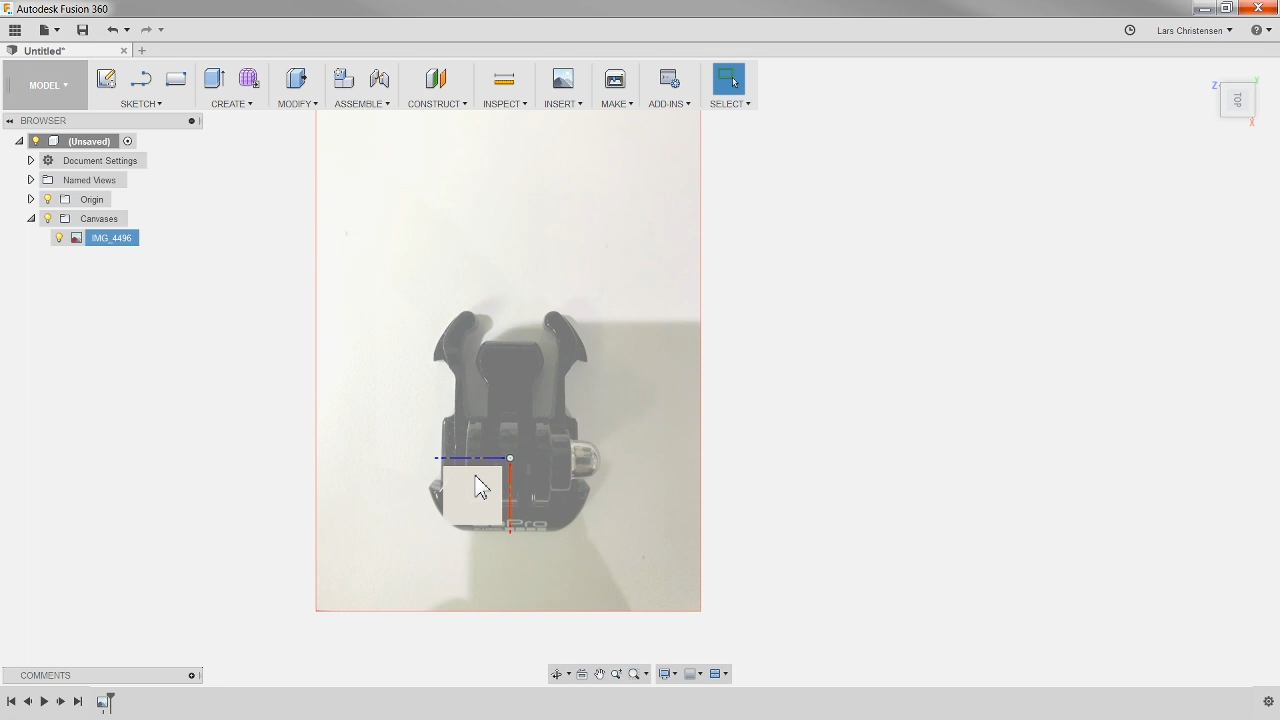 Autodesk Fusion 360
Lars Christensen
Untitled*
MODEL
SKETCH
CREATE
MODIFY
ASSEMBLE
CONSTRUCT
INSPECT
INSERT
MAKE
ADD-INS
SELECT
BROWSER
(Unsaved)
Document Settings
Named Views
Origin
Canvases
IMG_4496
Z
Y
TOP
X
Pro
COMMENTS